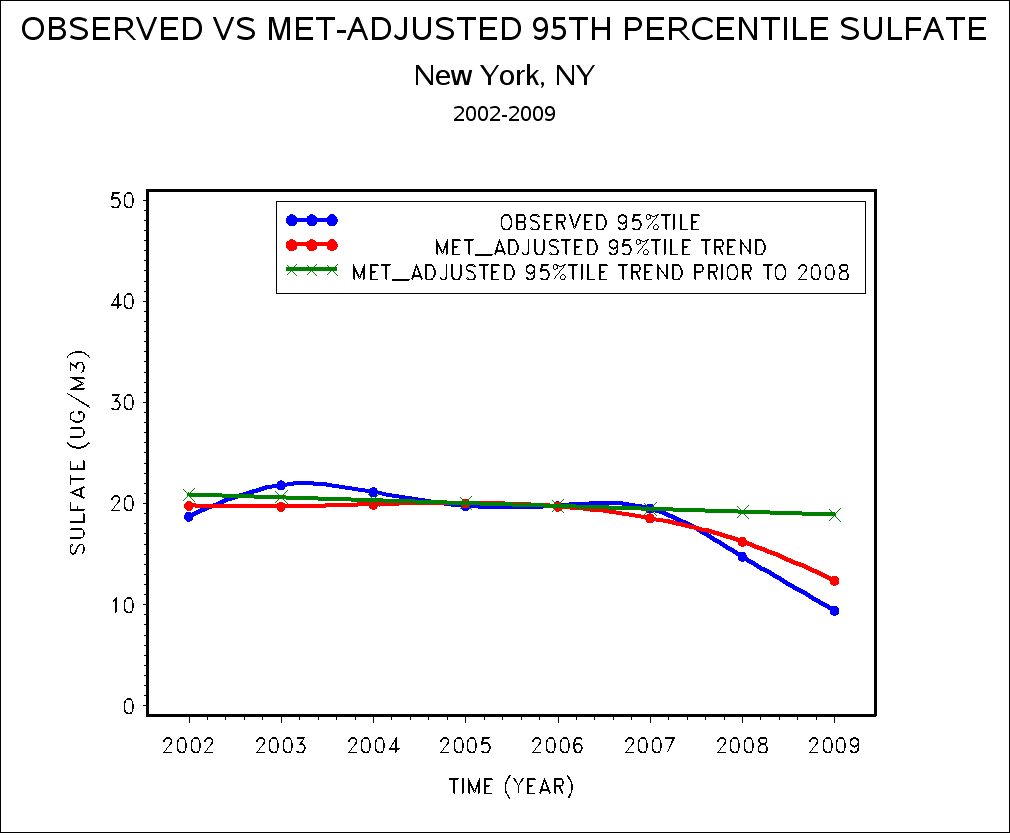 OBSERVED VS MET-ADJUSTED 95TH PERCENTILE SULFATE
New York, NY
2002-2009
OBSERVED 95%TILE
MET_ADJUSTED 95%TILE TREND
MET_ADJUSTED 95%TILE TREND PRIOR TO 2008
SULFATE (UG/M3)
50
40
30
20
10
0
2002 2003 2004 2005 2006 2007 2008 2009
TIME (YEAR)